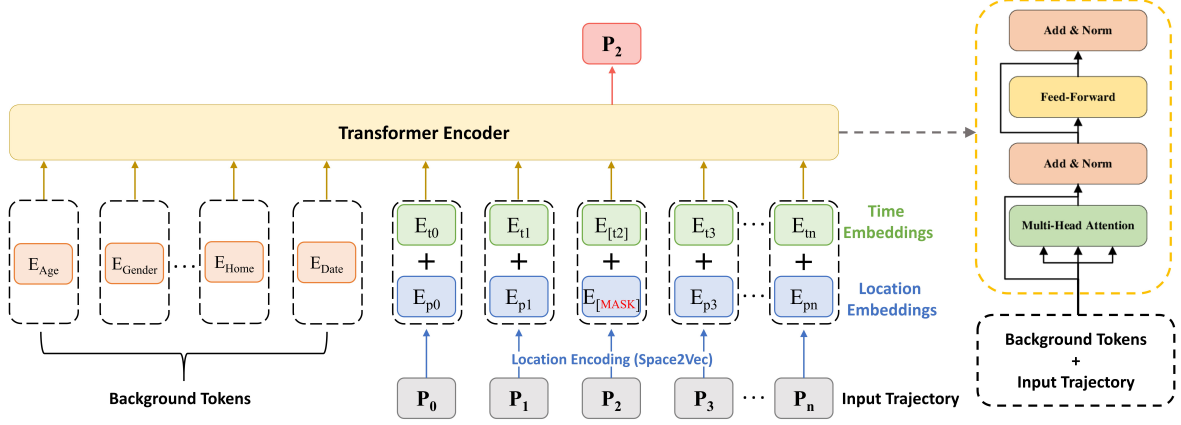 P2
Transformer Encoder
EAge
EGender
...
EHome
EDate
Et0
Et1
E[t2]
Et3
...
Etn
Time
Embeddings
+
+
+
+
+
Ep0
Ep1
E[MASK]
Ep3
...
Epn
Location
Embeddings
Location Encoding (Space2Vec)
Background Tokens
P0
P1
P2
P3
...
Pn
Input Trajectory
Add & Norm
Feed-Forward
Add & Norm
Multi-Head Attention
Background Tokens
+
Input Trajectory